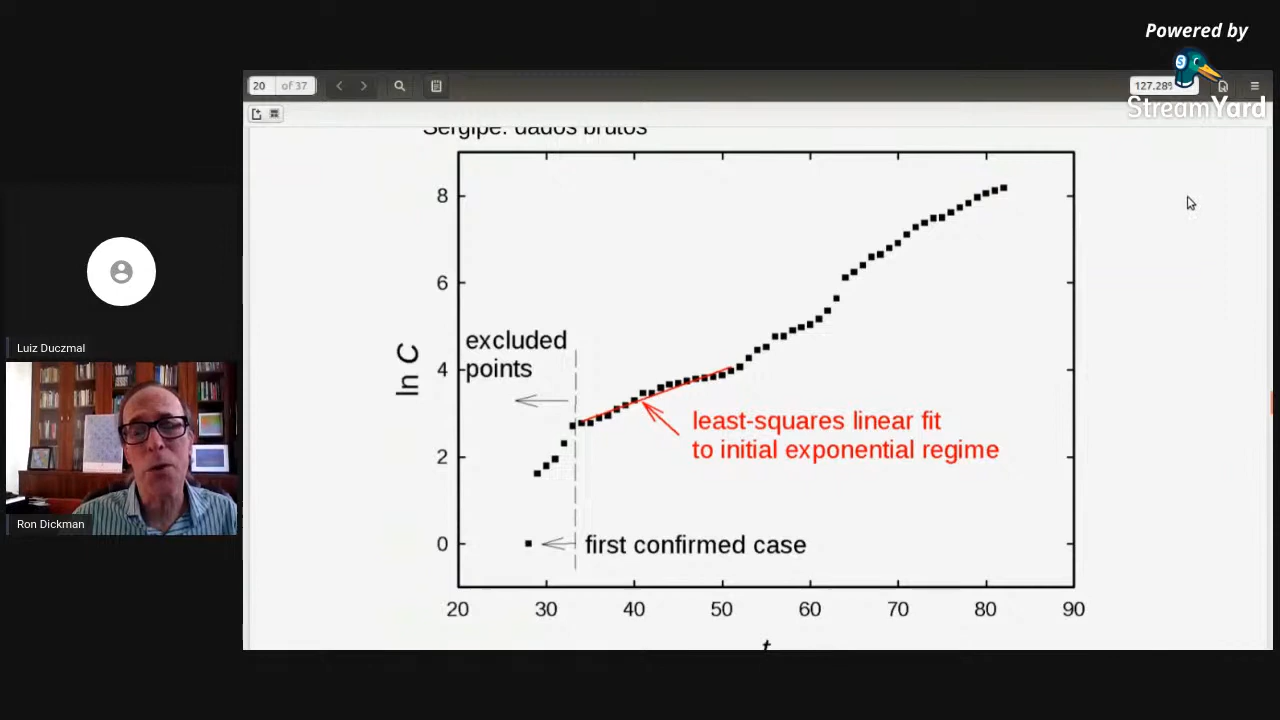 Powered by
StreamYard
20 of 37
127.28%
Sergipe: dados brutos
8
6
4
2
0
ln C
excluded
points
least-squares linear fit
to initial exponential regime
first confirmed case
20 30 40 50 60 70 80 90
t
Luiz Duczmal
Ron Dickman